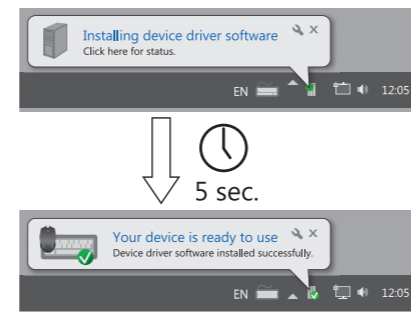 Installing device driver software
Click here for status.
EN 12:05
5 sec.
Your device is ready to use
Device driver software installed successfully.
EN 12:05